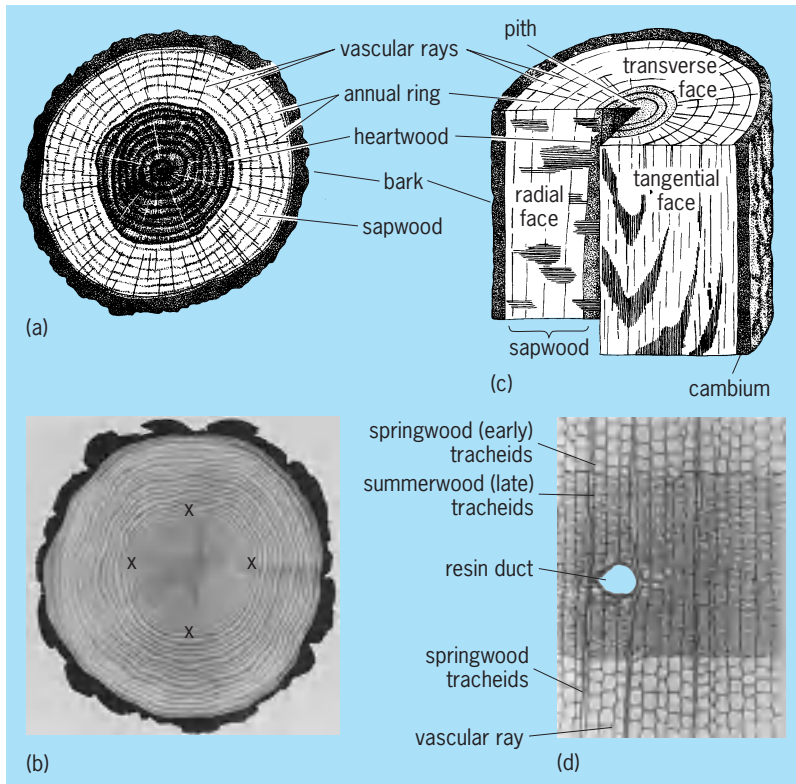 vascular rays
annual ring
heartwood
bark
sapwood
(a)
pith
transverse
face
radial
face
tangential
face
sapwood
(c)
cambium
x
x
x
x
(b)
springwood (early)
tracheids
summerwood (late)
tracheids
resin duct
springwood
tracheids
vascular ray
(d)